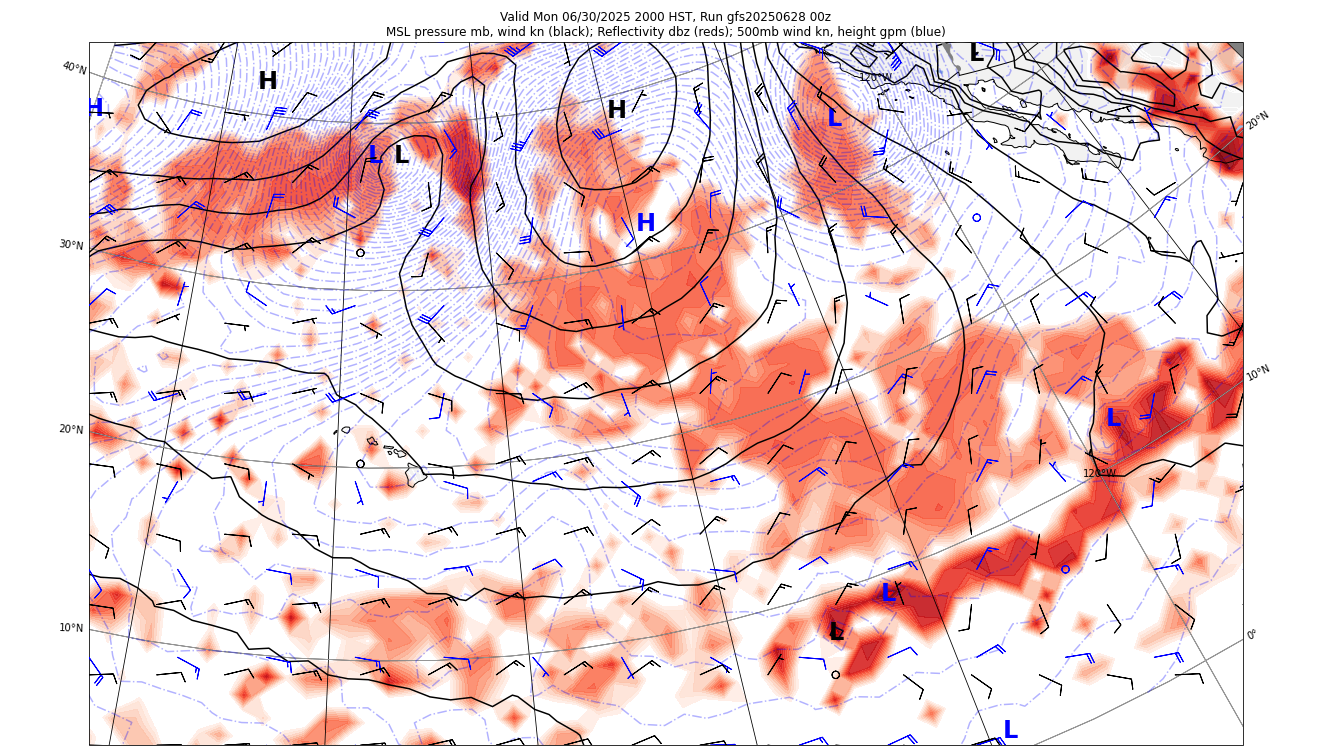 Valid Mon 06/30/2025 2000 HST, Run gfs20250628 00z
MSL pressure mb, wind kn (black); Reflectivity dbz (reds); 500mb wind kn, height gpm (blue)
L
40°N
H
120°W
H
H
L
20°N
L
L
H
30°N
10°N
L
20°N
120°W
L
10°N
L
0°
L